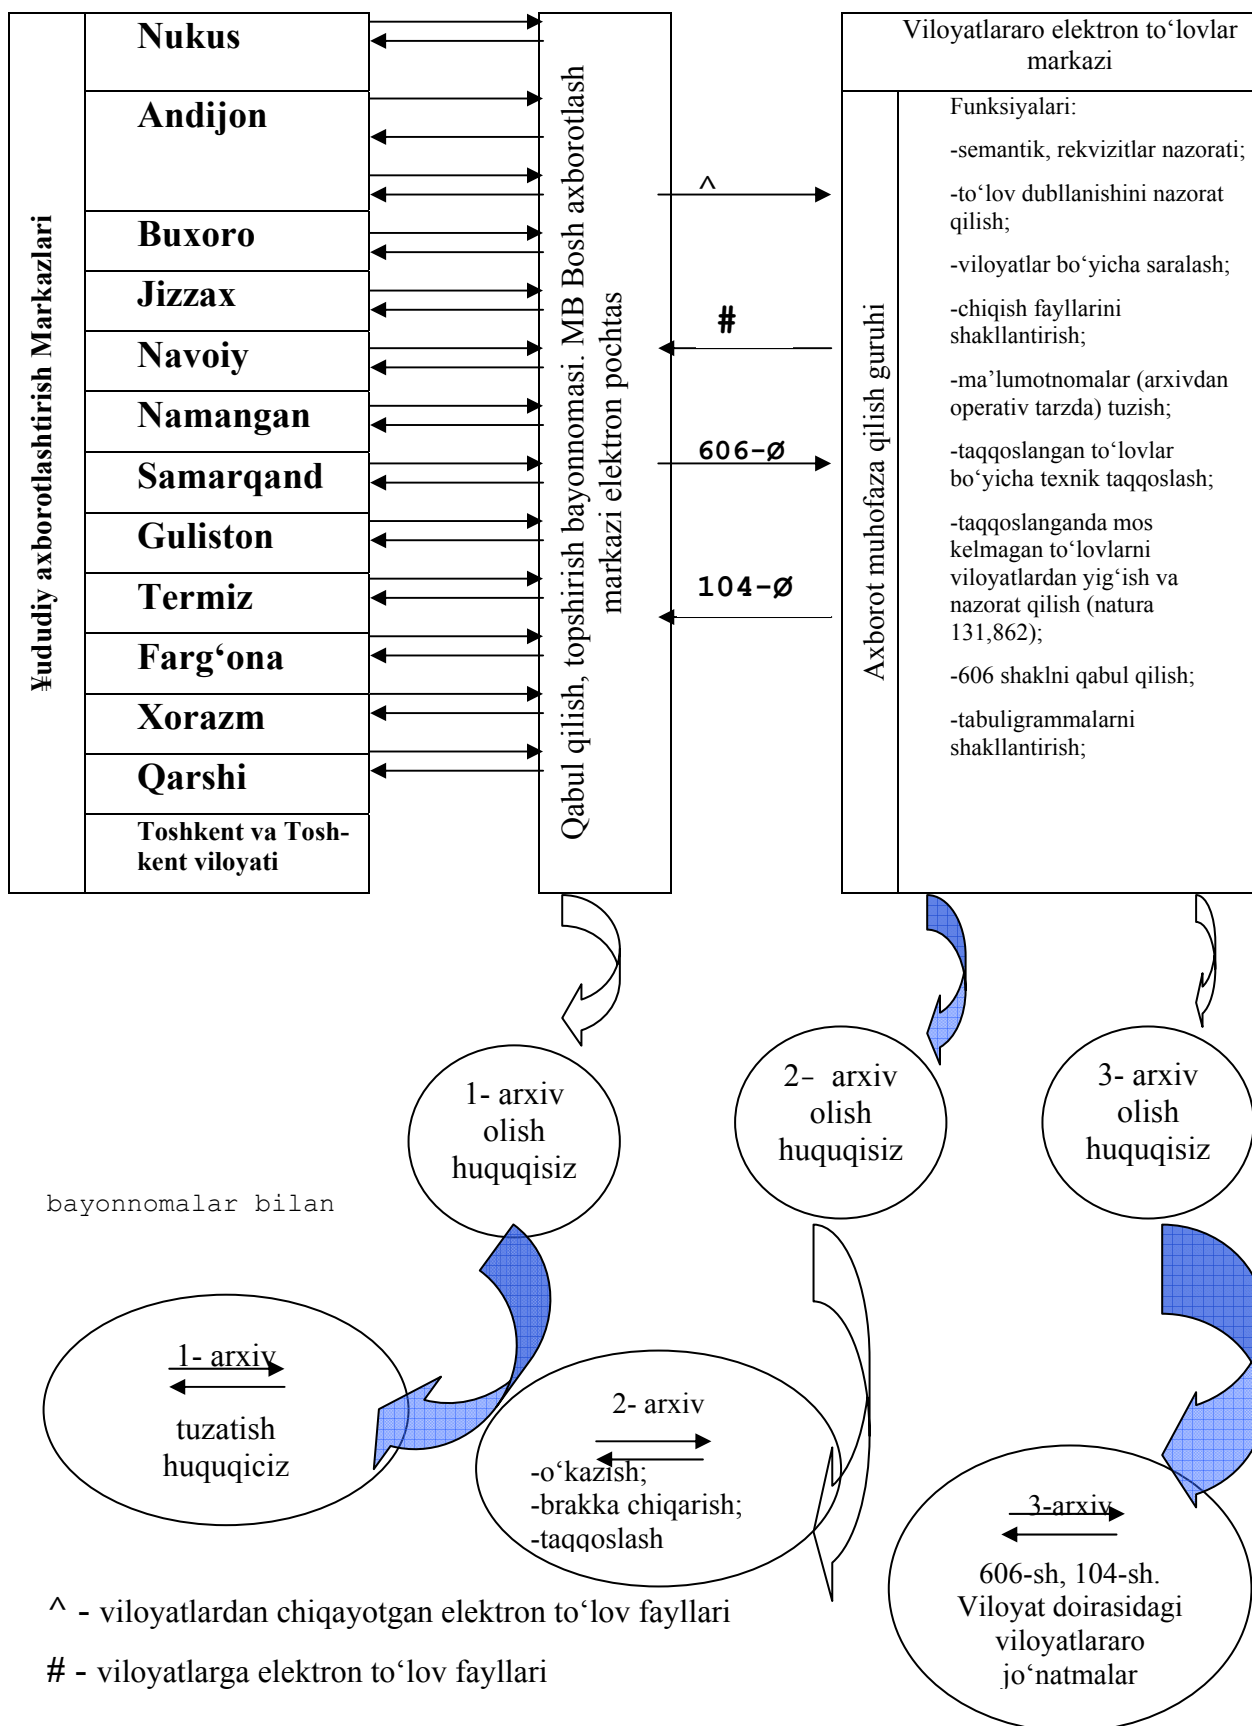 ¥ududiy axborotlashtirish Markazlari
Nukus
Andijon
Buxoro
Jizzax
Navoiy
Namangan
Samarqand
Guliston
Termiz
Farg‘ona
Xorazm
Qarshi
Toshkent va Tosh-
kent viloyati
Qabul qilish, topshirish bayonnomasi. MB Bosh axborotlash
markazi elektron pochtas
^
#
606-Ø
104-Ø
Viloyatlararo elektron to‘lovlar
markazi
Axborot muhofaza qilish guruhi
Funksiyalari:
-semantik, rekvizitlar nazorati;
-to‘lov dubllanishini nazorat
qilish;
-viloyatlar bo‘yicha saralash;
-chiqish fayllarini
shakllantirish;
-ma’lumotnomalar (arxivdan
operativ tarzda) tuzish;
-taqqoslangan to‘lovlar
bo‘yicha texnik taqqoslash;
-taqqoslanganda mos
kelmagan to‘lovlarni
viloyatlardan yig‘ish va
nazorat qilish (natura
131,862);
-606 shaklni qabul qilish;
-tabuligrammalarni
shakllantirish;
1- arxiv
olish
huquqisiz
2- arxiv
olish
huquqisiz
3- arxiv
olish
huquqisiz
bayonnomalar bilan
1- arxiv
tuzatish
huquqiciz
2- arxiv
-o‘kazish;
-brakka chiqarish;
-taqqoslash
3-arxiv
606-sh, 104-sh.
Viloyat doirasidagi
viloyatlararo
jo‘natmalar
^ - viloyatlardan chiqayotgan elektron to‘lov fayllari
# - viloyatlarga elektron to‘lov fayllari